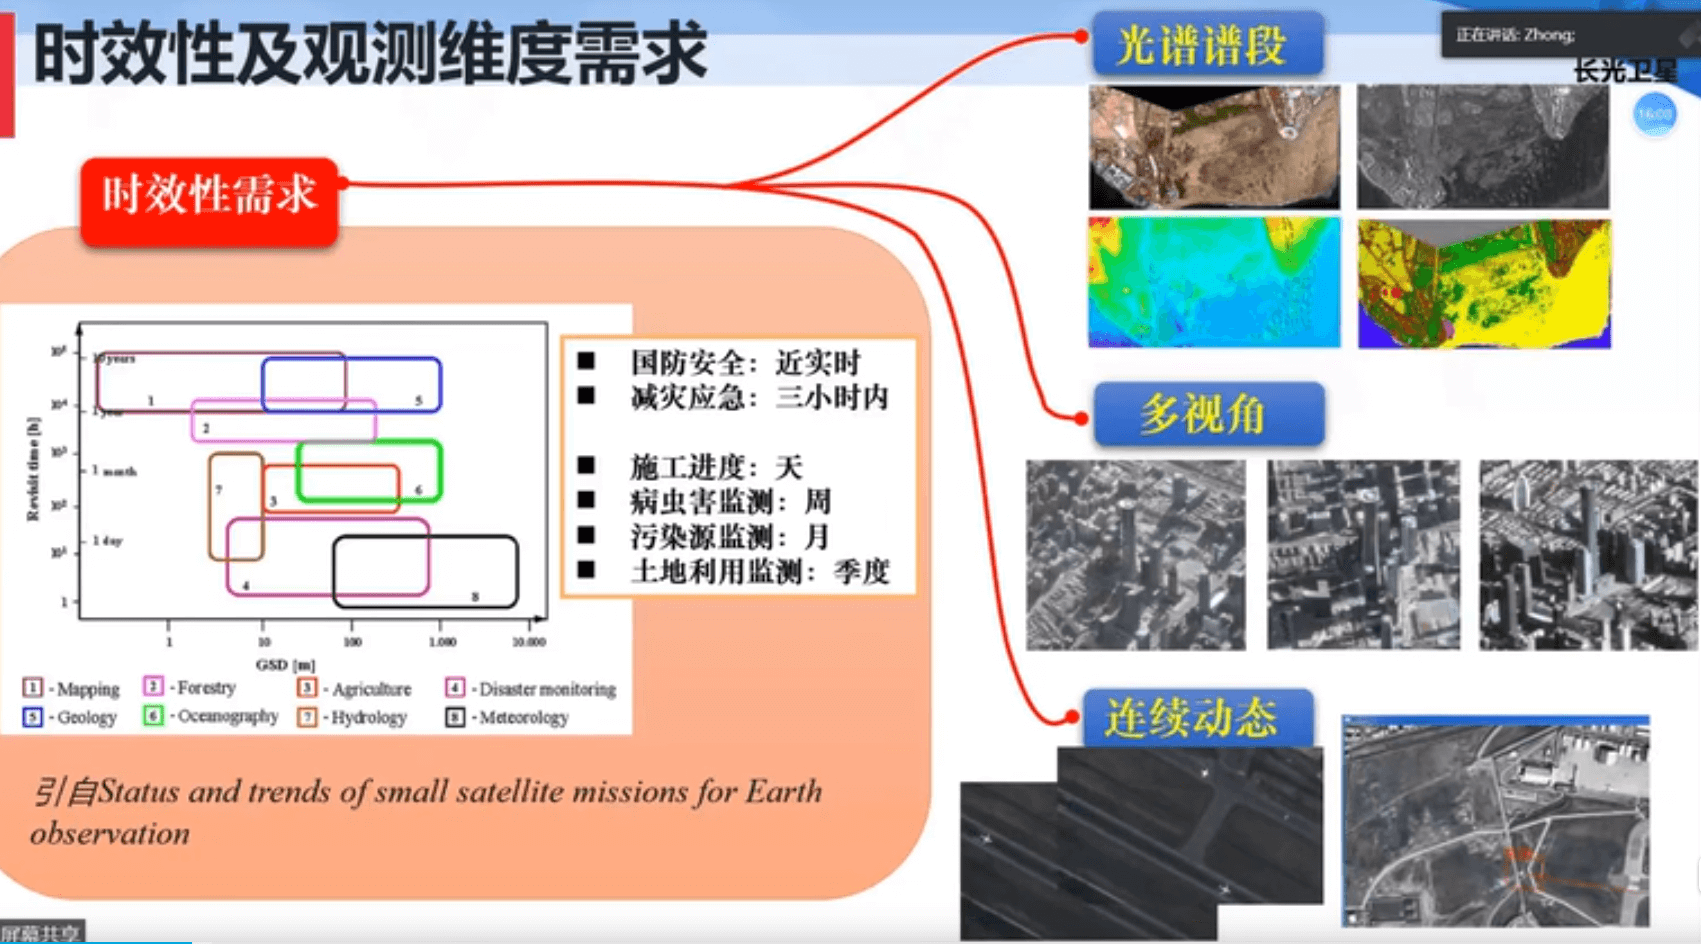 时效性及观测维度需求
正在讲话: Zhong;
长光卫星
16:03
光谱谱段
时效性需求
10 years
1 year
1 month
1 day
Revisit time [h]
1
2
3
4
5
6
7
8
1
1 10 100 1.000 10.000
GSD [m]
1 - Mapping 2 - Forestry 3 - Agriculture 4 - Disaster monitoring
5 - Geology 6 - Oceanography 7 - Hydrology 8 - Meteorology
■ 国防安全：近实时
■ 减灾应急：三小时内
■ 施工进度：天
■ 病虫害监测：周
■ 污染源监测：月
■ 土地利用监测：季度
引自Status and trends of small satellite missions for Earth
observation
多视角
连续动态
屏幕共享